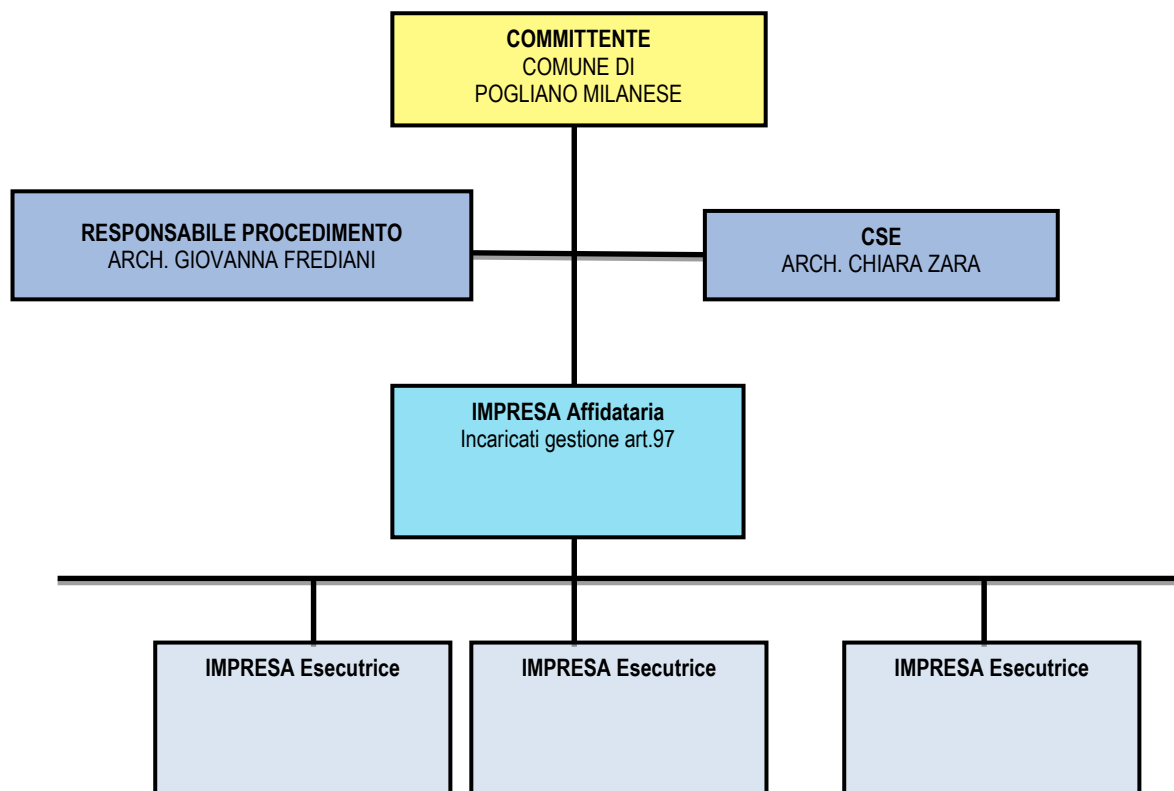 COMMITTENTE
COMUNE DI
POGLIANO MILANESE
RESPONSABILE PROCEDIMENTO
ARCH. GIOVANNA FREDIANI
CSE
ARCH. CHIARA ZARA
IMPRESA Affidataria
Incaricati gestione art.97
IMPRESA Esecutrice
IMPRESA Esecutrice
IMPRESA Esecutrice